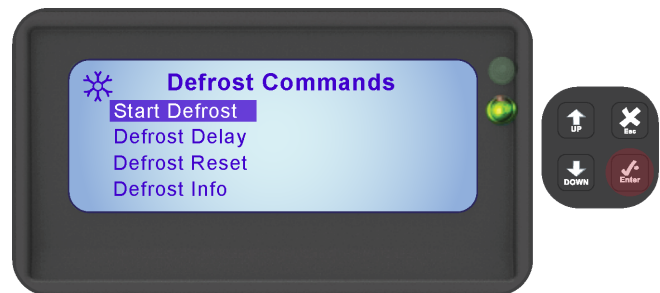 Defrost Commands
Start Defrost
Defrost Delay
Defrost Reset
Defrost Info
UP
Esc
DOWN
Enter